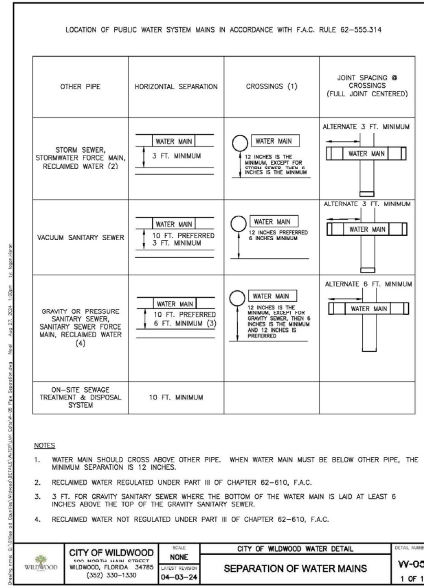 LOCATION OF PUBLIC WATER SYSTEM MAINS IN ACCORDANCE WITH F.A.C. RULE 62-555.314
OTHER PIPE
HORIZONTAL SEPARATION
CROSSINGS (1)
JOINT SPACING @
CROSSINGS
(FULL JOINT CENTERED)
STORM SEWER,
STORMWATER FORCE MAIN,
RECLAIMED WATER (2)
WATER MAIN
3 FT. MINIMUM
WATER MAIN
12 INCHES IS THE
MINIMUM, EXCEPT FOR
STORM SEWER, THEN 6
INCHES IS THE MINIMUM
ALTERNATE 3 FT. MINIMUM
WATER MAIN
VACUUM SANITARY SEWER
WATER MAIN
10 FT. PREFERRED
3 FT. MINIMUM
WATER MAIN
12 INCHES PREFERRED
6 INCHES MINIMUM
ALTERNATE 3 FT. MINIMUM
WATER MAIN
GRAVITY OR PRESSURE
SANITARY SEWER,
SANITARY SEWER FORCE
MAIN, RECLAIMED WATER
(4)
WATER MAIN
10 FT. PREFERRED
6 FT. MINIMUM (3)
WATER MAIN
12 INCHES IS THE
MINIMUM, EXCEPT FOR
GRAVITY SEWER, THEN 6
INCHES IS THE MINIMUM
AND 12 INCHES IS
PREFERRED
ALTERNATE 6 FT. MINIMUM
WATER MAIN
ON-SITE SEWAGE
TREATMENT & DISPOSAL
SYSTEM
10 FT. MINIMUM
NOTES
1. WATER MAIN SHOULD CROSS ABOVE OTHER PIPE. WHEN WATER MAIN MUST BE BELOW OTHER PIPE, THE
MINIMUM SEPARATION IS 12 INCHES.
2. RECLAIMED WATER REGULATED UNDER PART III OF CHAPTER 62-610, F.A.C.
3. 3 FT. FOR GRAVITY SANITARY SEWER WHERE THE BOTTOM OF THE WATER MAIN IS LAID AT LEAST 6
INCHES ABOVE THE TOP OF THE GRAVITY SANITARY SEWER.
4. RECLAIMED WATER NOT REGULATED UNDER PART III OF CHAPTER 62-610, F.A.C.
WILDWOOD
CITY OF WILDWOOD
100 NORTH MAIN STREET
WILDWOOD, FLORIDA 34785
(352) 330-1330
SCALE
NONE
LATEST REVISION
04-03-24
CITY OF WILDWOOD WATER DETAIL
SEPARATION OF WATER MAINS
DETAIL NUMBER
W-05
1 OF 1